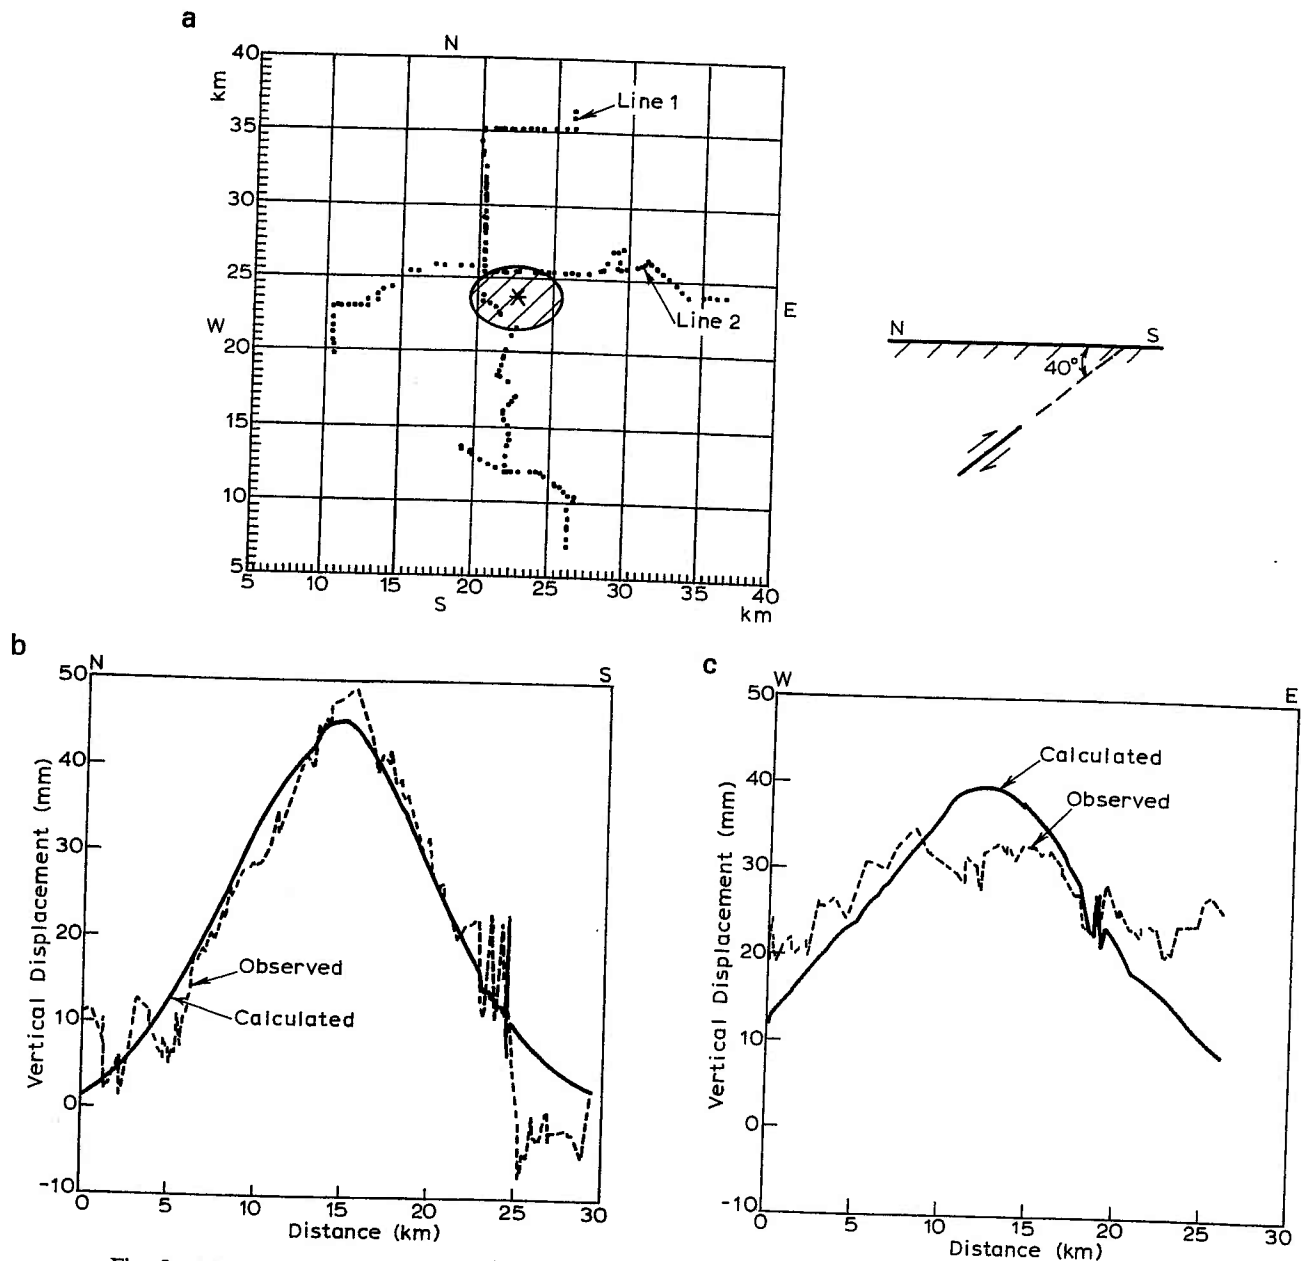 a
N
40
km
35
30
25
W
20
15
10
5
5 10 15 20 25 30 35 40
S
km
Line 1
Line 2
E
N
S
40°
b
N
S
50
40
30
20
10
0
-10
Vertical Displacement (mm)
Observed
Calculated
0 5 10 15 20 25 30
Distance (km)
c
W
E
50
40
30
20
10
0
-10
Vertical Displacement (mm)
Calculated
Observed
0 5 10 15 20 25 30
Distance (km)